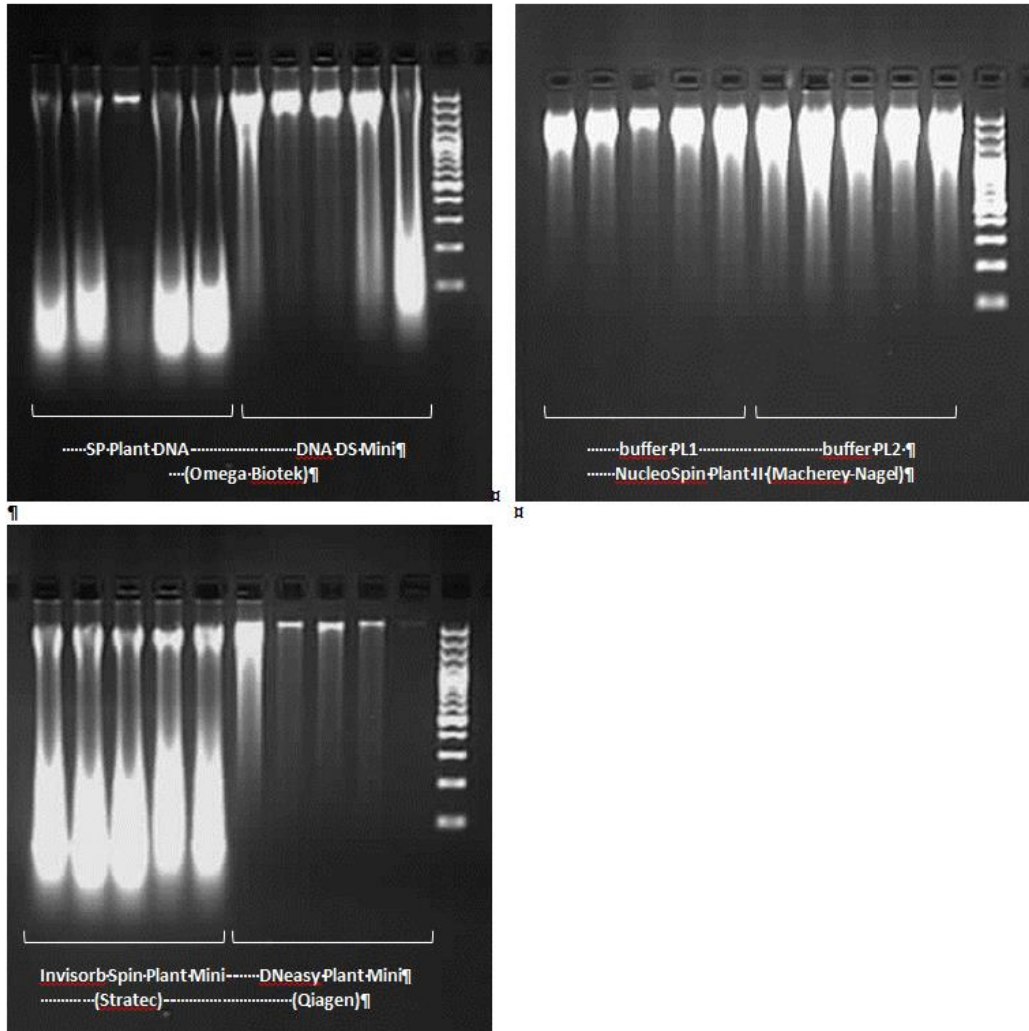 ······SP·Plant·DNA·················DNA·DS·Mini¶
····(Omega·Biotek)¶
·······buffer·PL1·······················buffer·PL2·¶
······NucleoSpin·Plant·II·(Macherey-Nagel)¶
¤
¶
¤
Invisorb·Spin·Plant·Mini·······DNeasy·Plant·Mini¶
···········(Stratec)·······················(Qiagen)¶